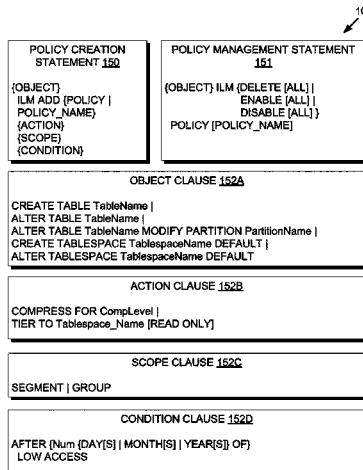 POLICY CREATION
STATEMENT 150
{OBJECT}
ILM ADD {POLICY |
POLICY_NAME}
{ACTION}
{SCOPE}
{CONDITION}
POLICY MANAGEMENT STATEMENT
151
{OBJECT} ILM {DELETE [ALL] |
ENABLE [ALL] |
DISABLE [ALL] }
POLICY [POLICY_NAME]
OBJECT CLAUSE 152A
CREATE TABLE TableName |
ALTER TABLE TableName |
ALTER TABLE TableName MODIFY PARTITION PartitionName |
CREATE TABLESPACE TablespaceName DEFAULT |
ALTER TABLESPACE TablespaceName DEFAULT
ACTION CLAUSE 152B
COMPRESS FOR CompLevel |
TIER TO Tablespace_Name [READ ONLY]
SCOPE CLAUSE 152C
SEGMENT | GROUP
CONDITION CLAUSE 152D
AFTER {Num {DAY[S] | MONTH[S] | YEAR[S]} OF}
LOW ACCESS